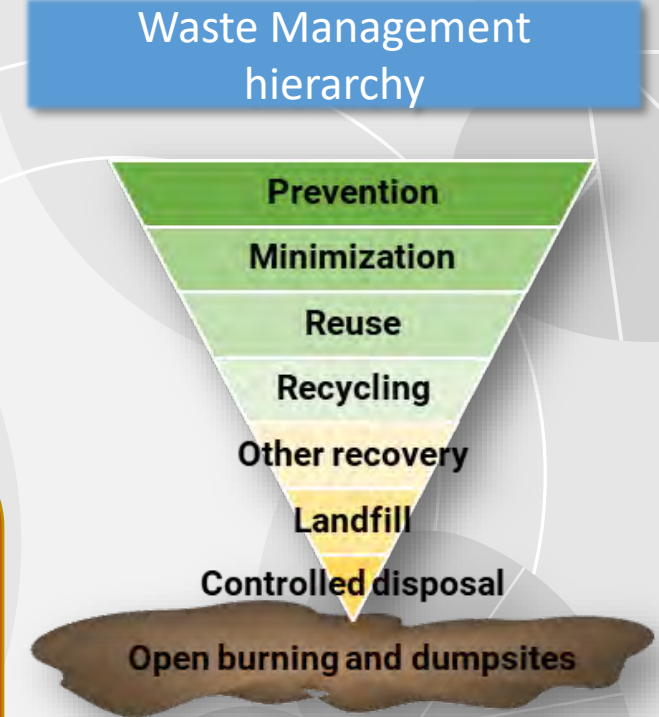 Waste Management
hierarchy
Prevention
Minimization
Reuse
Recycling
Other recovery
Landfill
Controlled disposal
Open burning and dumpsites